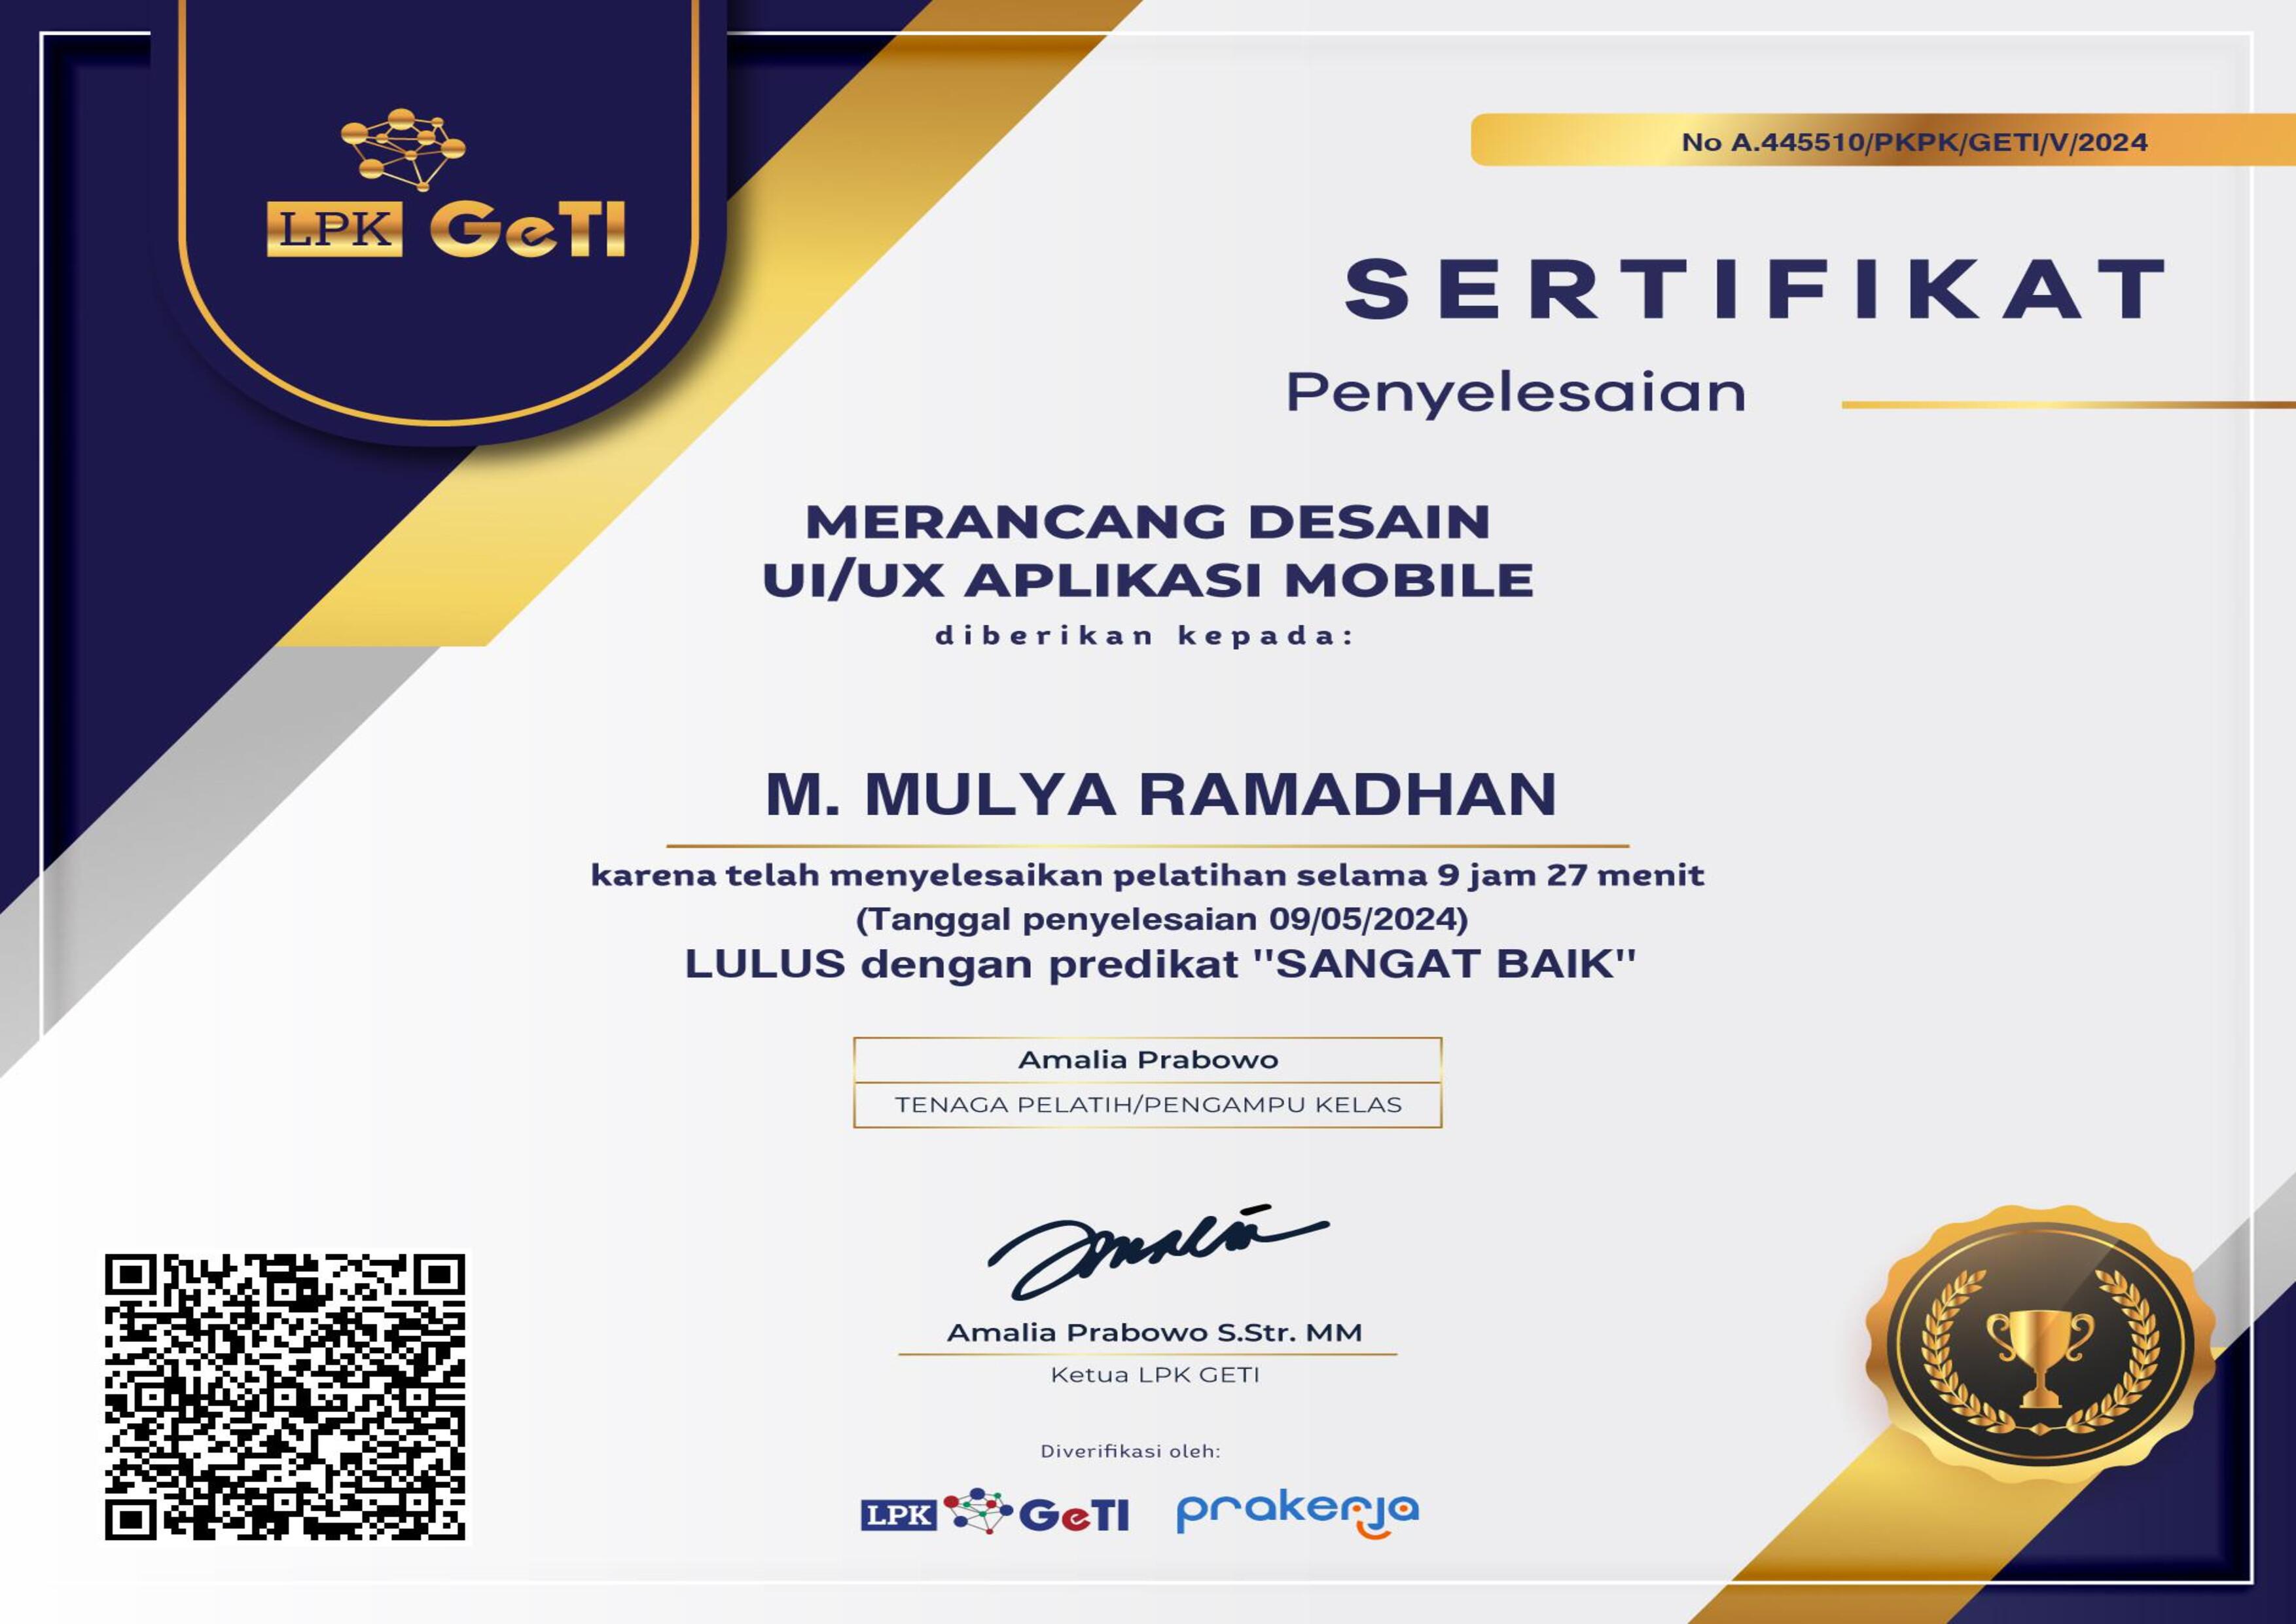 LPK GeTI
No A.445510/PKPK/GETI/V/2024
SERTIFIKAT
Penyelesaian
MERANCANG DESAIN
UI/UX APLIKASI MOBILE
diberikan kepada:
M. MULYA RAMADHAN
karena telah menyelesaikan pelatihan selama 9 jam 27 menit
(Tanggal penyelesaian 09/05/2024)
LULUS dengan predikat "SANGAT BAIK"
Amalia Prabowo
TENAGA PELATIH/PENGAMPU KELAS
Amalia
Amalia Prabowo S.Str. MM
Ketua LPK GETI
Diverifikasi oleh:
LPK GeTI prakerja